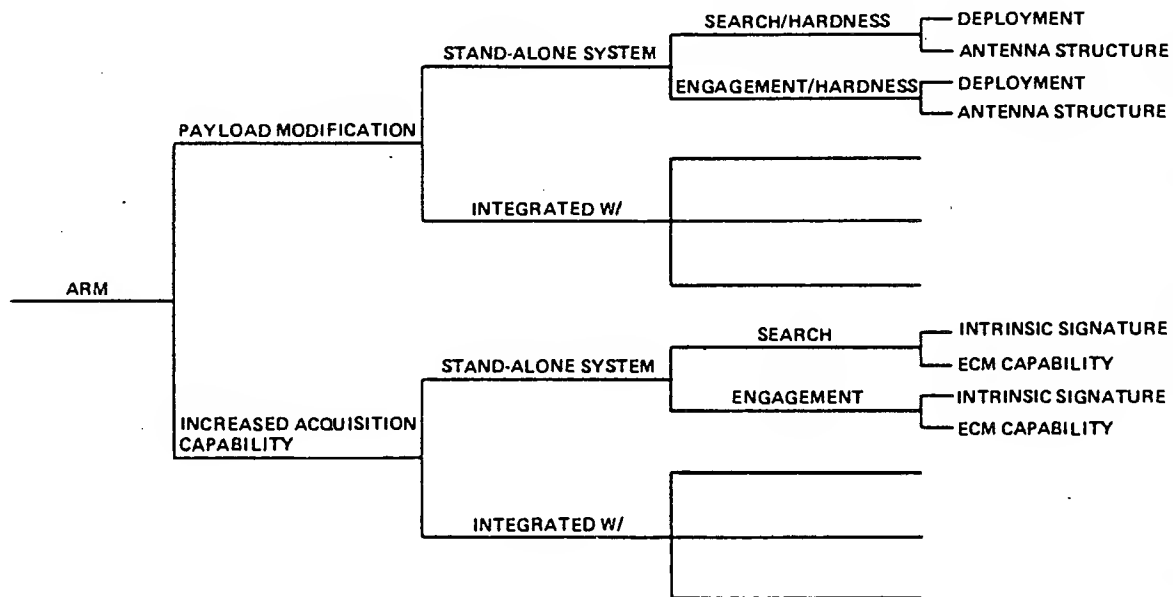 SEARCH/HARDNESS
DEPLOYMENT
ANTENNA STRUCTURE
STAND-ALONE SYSTEM
ENGAGEMENT/HARDNESS
DEPLOYMENT
ANTENNA STRUCTURE
PAYLOAD MODIFICATION
INTEGRATED W/
ARM
SEARCH
INTRINSIC SIGNATURE
ECM CAPABILITY
STAND-ALONE SYSTEM
ENGAGEMENT
INTRINSIC SIGNATURE
ECM CAPABILITY
INCREASED ACQUISITION
CAPABILITY
INTEGRATED W/